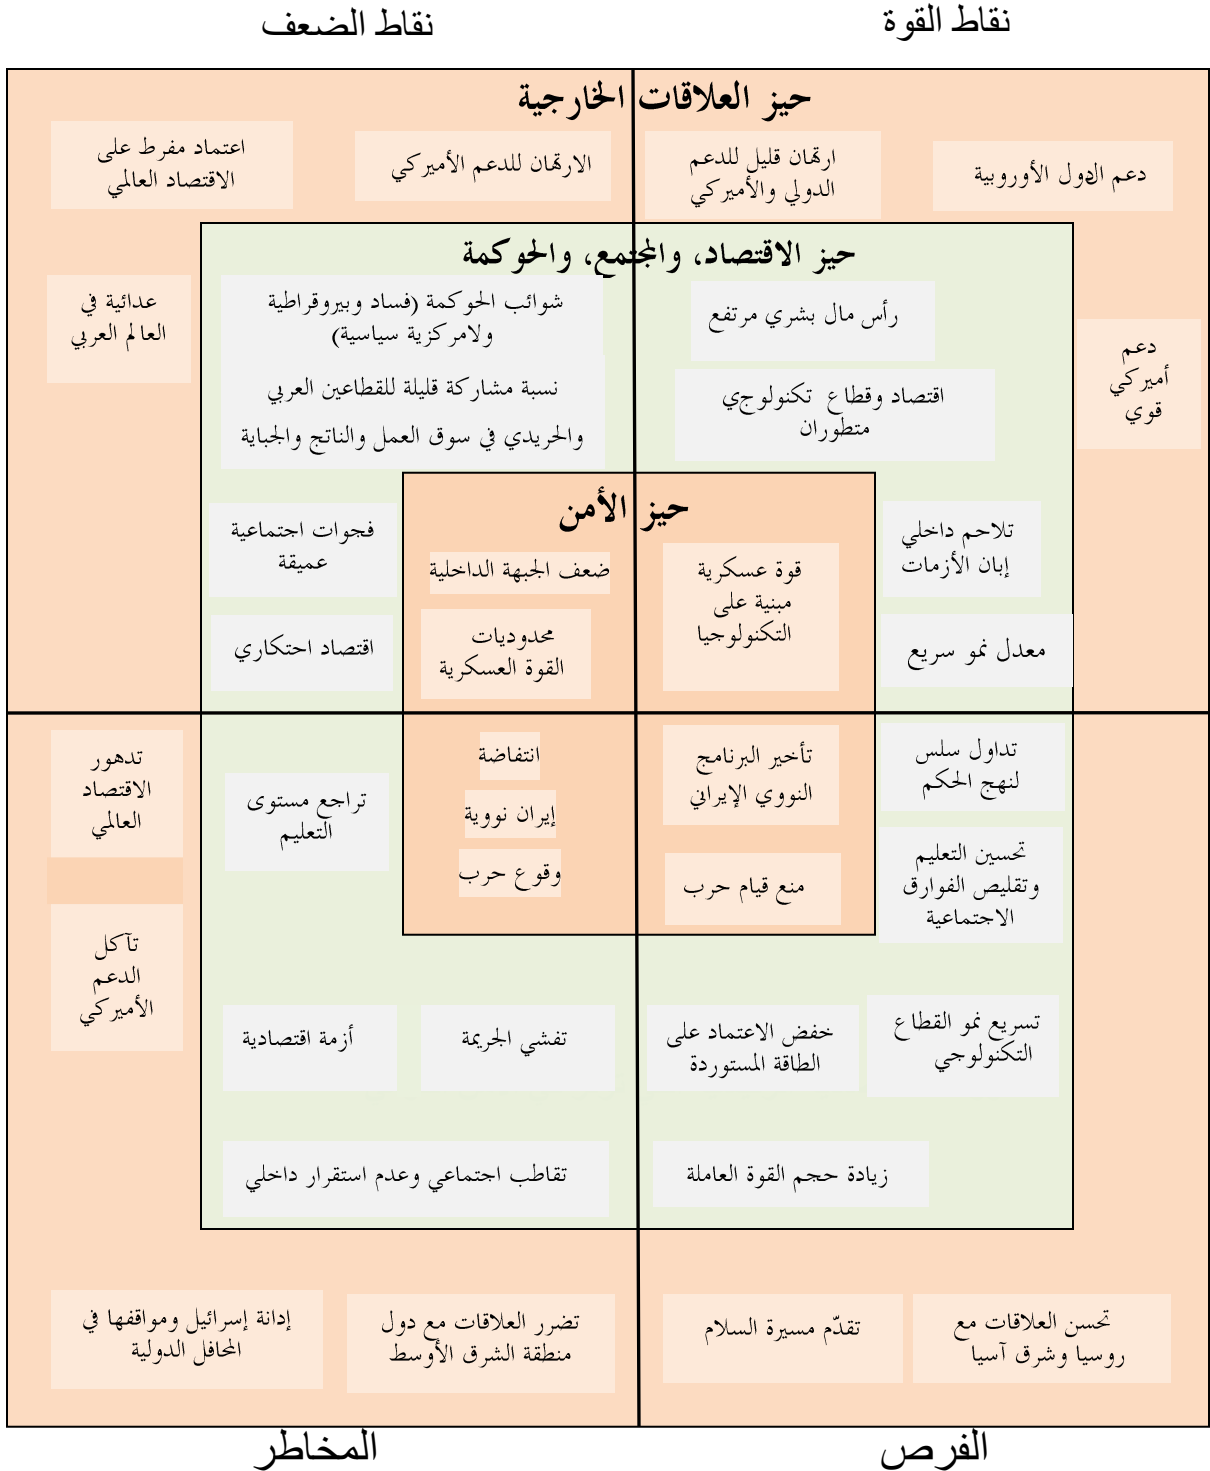 نقاط القوة
نقاط الضعف
حيز العلاقات الخارجية
دعم الدول الأوروبية
ارتهان قليل للدعم
الدولي والأميركي
الارتهان للدعم الأميركي
اعتماد مفرط على
الاقتصاد العالمي
حيز الاقتصاد، والمجتمع، والحوكمة
دعم
أميركي
قوي
رأس مال بشري مرتفع
شوائب الحوكمة (فساد وبيروقراطية
ولامركزية سياسية)
عدائية في
العالم العربي
اقتصاد وقطاع تكنولوجي
متطوران
نسبة مشاركة قليلة للقطاعين العربي
والحريدي في سوق العمل والناتج والجباية
حيز الأمن
تلاحم داخلي
إبان الأزمات
معدل نمو سريع
قوة عسكرية
مبنية على
التكنولوجيا
ضعف الجبهة الداخلية
محدوديات
القوة العسكرية
فجوات اجتماعية
عميقة
اقتصاد احتكاري
تداول سلس
لنهج الحكم
تحسين التعليم
وتقليص الفوارق
الاجتماعية
تأخير البرنامج
النووي الإيراني
منع قيام حرب
انتفاضة
إيران نووية
وقوع حرب
تراجع مستوى
التعليم
تدهور
الاقتصاد
العالمي
تآكل
الدعم
الأميركي
تسريع نمو القطاع
التكنولوجي
خفض الاعتماد على
الطاقة المستوردة
تفشي الجريمة
أزمة اقتصادية
زيادة حجم القوة العاملة
تقاطب اجتماعي وعدم استقرار داخلي
تحسن العلاقات مع
روسيا وشرق آسيا
تقدّم مسيرة السلام
تضرر العلاقات مع دول
منطقة الشرق الأوسط
إدانة إسرائيل ومواقفها في
المحافل الدولية
الفرص
المخاطر